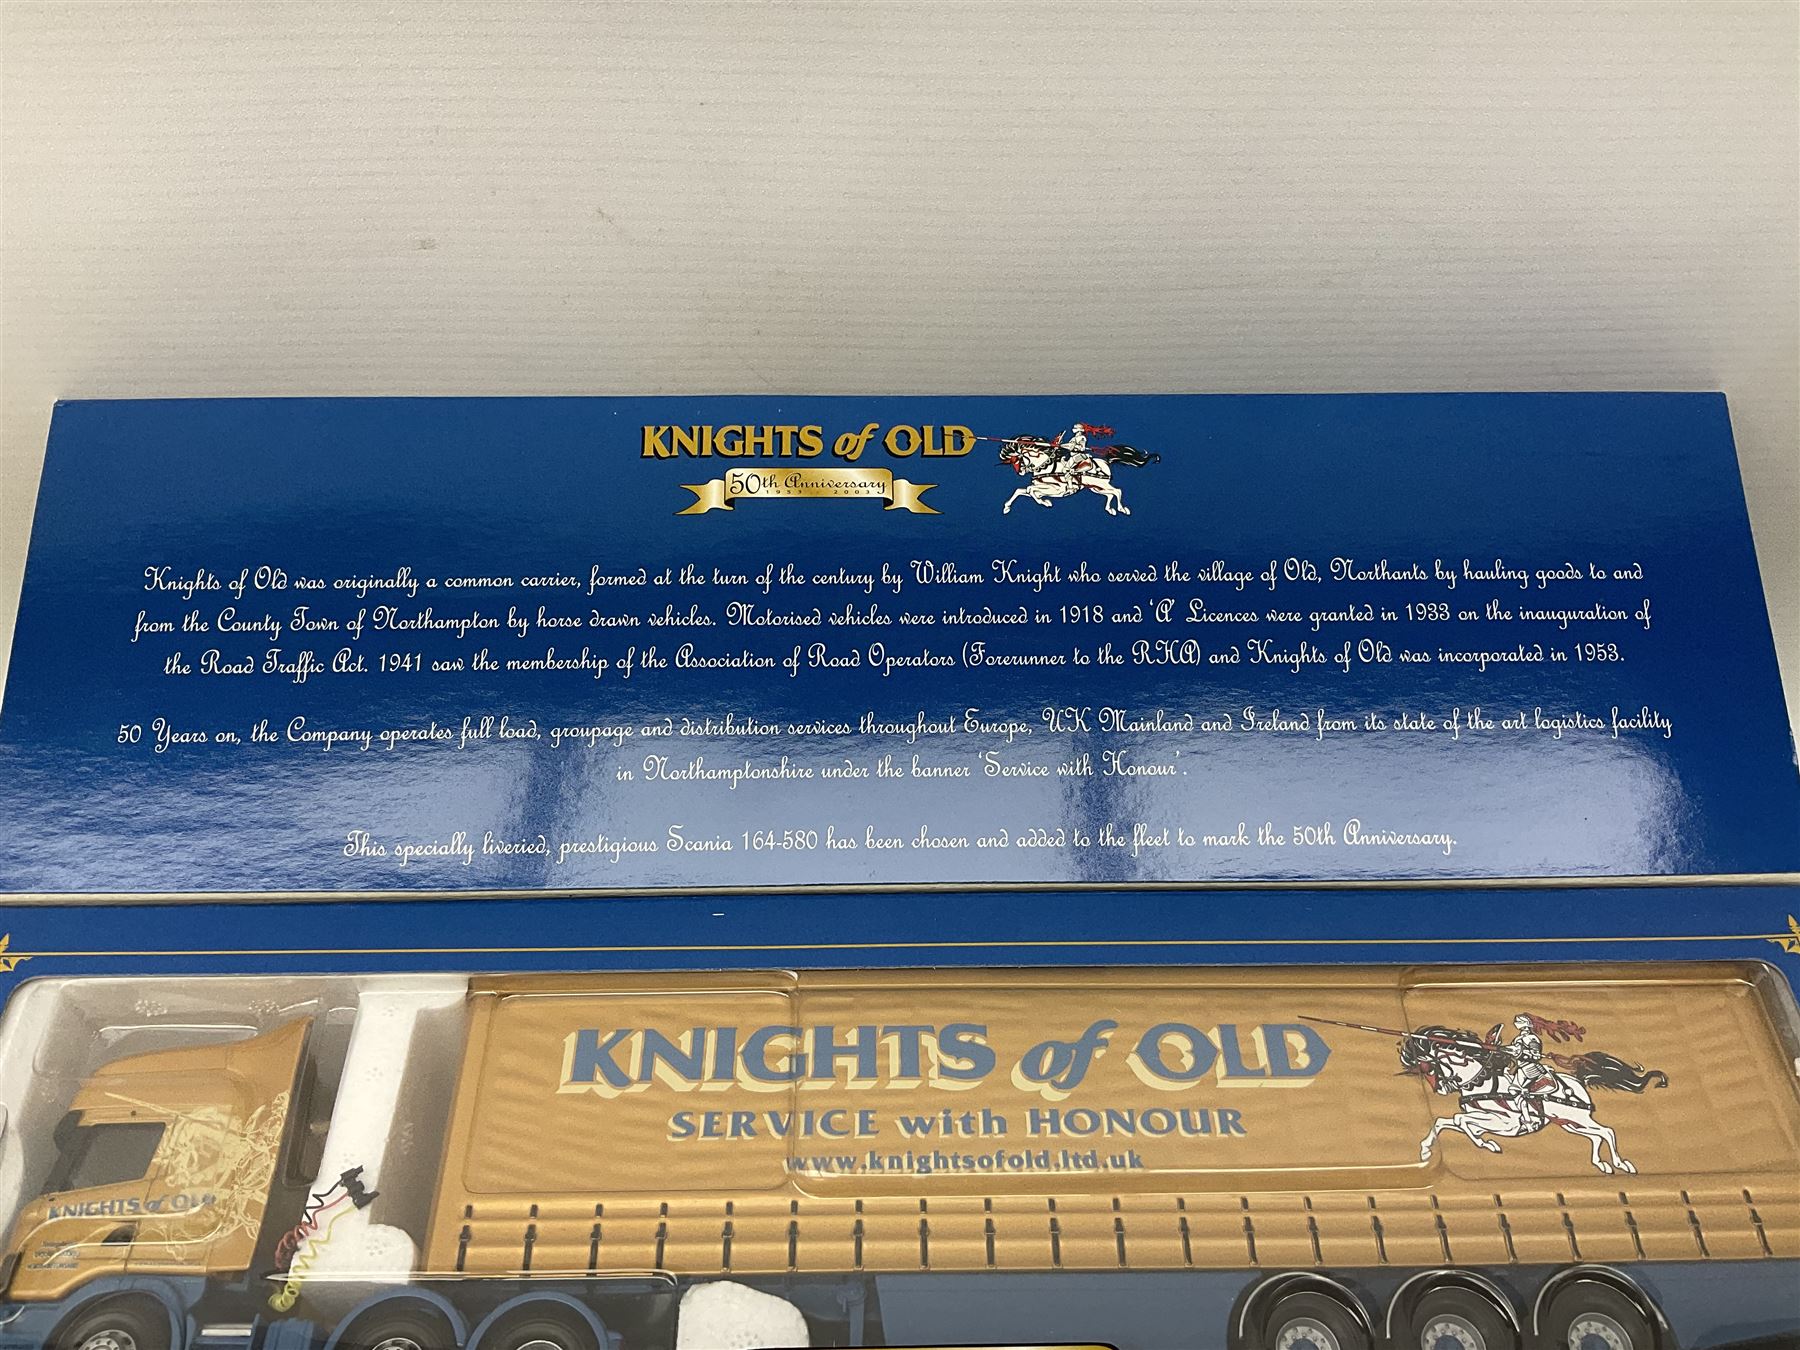 KNIGHTS of OLD
50th Anniversary
1953 - 2003
Knights of Old was originally a common carrier, formed at the turn of the century by William Knight who served the village of Old, Northants by hauling goods to and
from the County Town of Northampton by horse drawn vehicles. Motorised vehicles were introduced in 1918 and 'A' Licences were granted in 1933 on the inauguration of
the Road Traffic Act. 1941 saw the membership of the Association of Road Operators (Forerunner to the RHA) and Knights of Old was incorporated in 1953.
50 Years on, the Company operates full load, groupage and distribution services throughout Europe, UK Mainland and Ireland from its state of the art logistics facility
in Northamptonshire under the banner 'Service with Honour'.
This specially liveried, prestigious Scania 164-580 has been chosen and added to the fleet to mark the 50th Anniversary.
KNIGHTS of OLD
SERVICE with HONOUR
www.knightsofold.ltd.uk
KNIGHTS of OLD